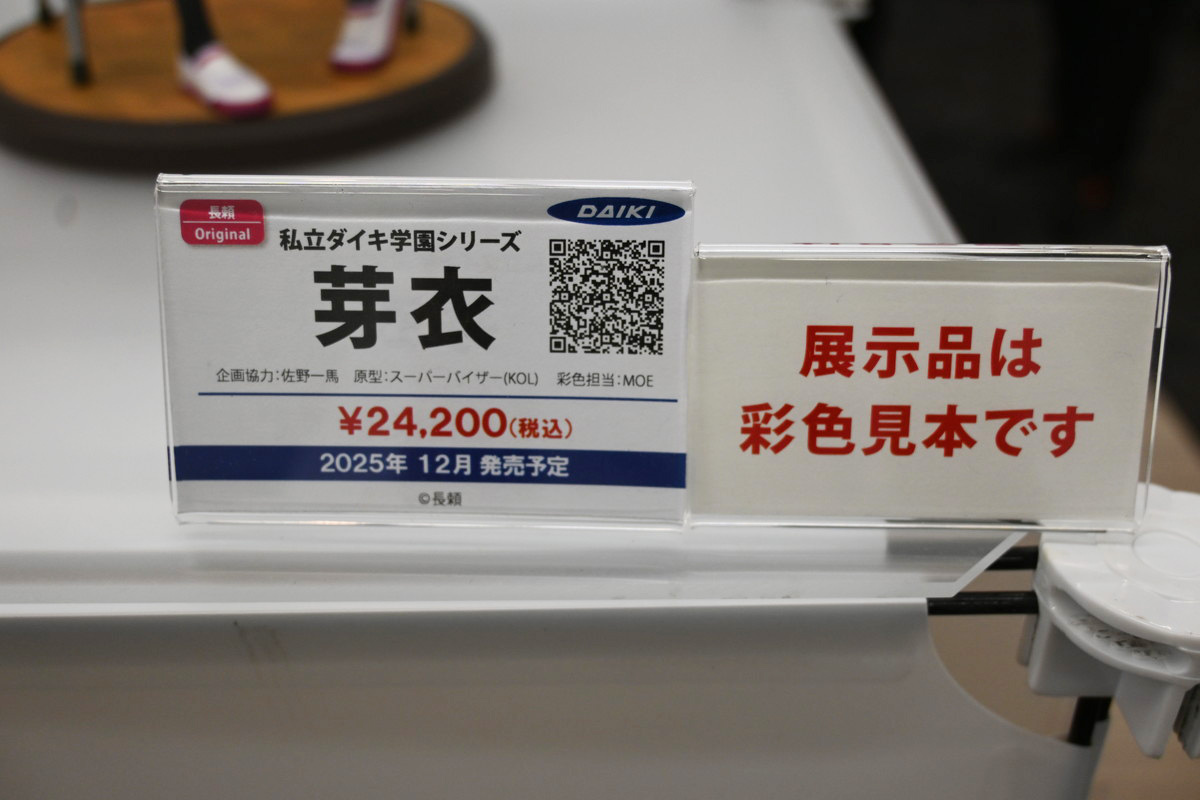 長頼
Original
DAIKI
私立ダイキ学園シリーズ
芽衣
企画協力:佐野一馬 原型:スーパーバイザー(KOL) 彩色担当:MOE
¥24,200(税込)
2025年 12月 発売予定
©長頼
展示品は
彩色見本です